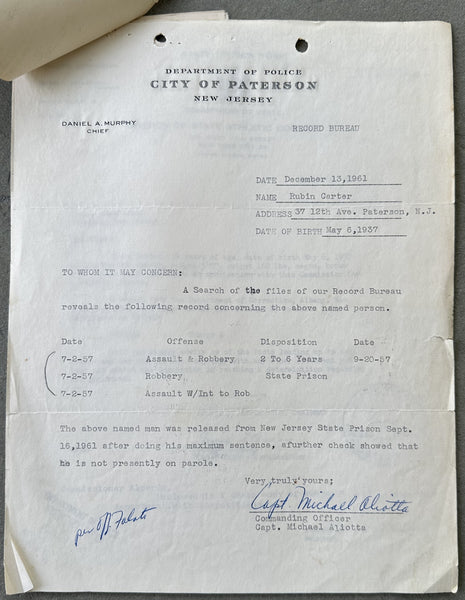 DEPARTMENT OF POLICE
CITY OF PATERSON
NEW JERSEY
DANIEL A. MURPHY
CHIEF
RECORD BUREAU
DATE December 13,1961
NAME Rubin Carter
ADDRESS 37 12th Ave. Paterson, N.J.
DATE OF BIRTH May 6,1937
TO WHOM IT MAY CONCERN:
A Search of the files of our Record Bureau
reveals the following record concerning the above named person.
Date Offense Disposition Date
7-2-57 Assault & Robbery 2 To 6 Years 9-20-57
7-2-57 Robbery State Prison
7-2-57 Assault W/Int to Rob
The above named man was released from New Jersey State Prison Sept.
16,1961 after doing his maximum sentence, afurther check showed that
he is not presently on parole.
Very truly yours;
Capt. Michael Aliotta
Commanding Officer
Capt. Michael Aliotta
per